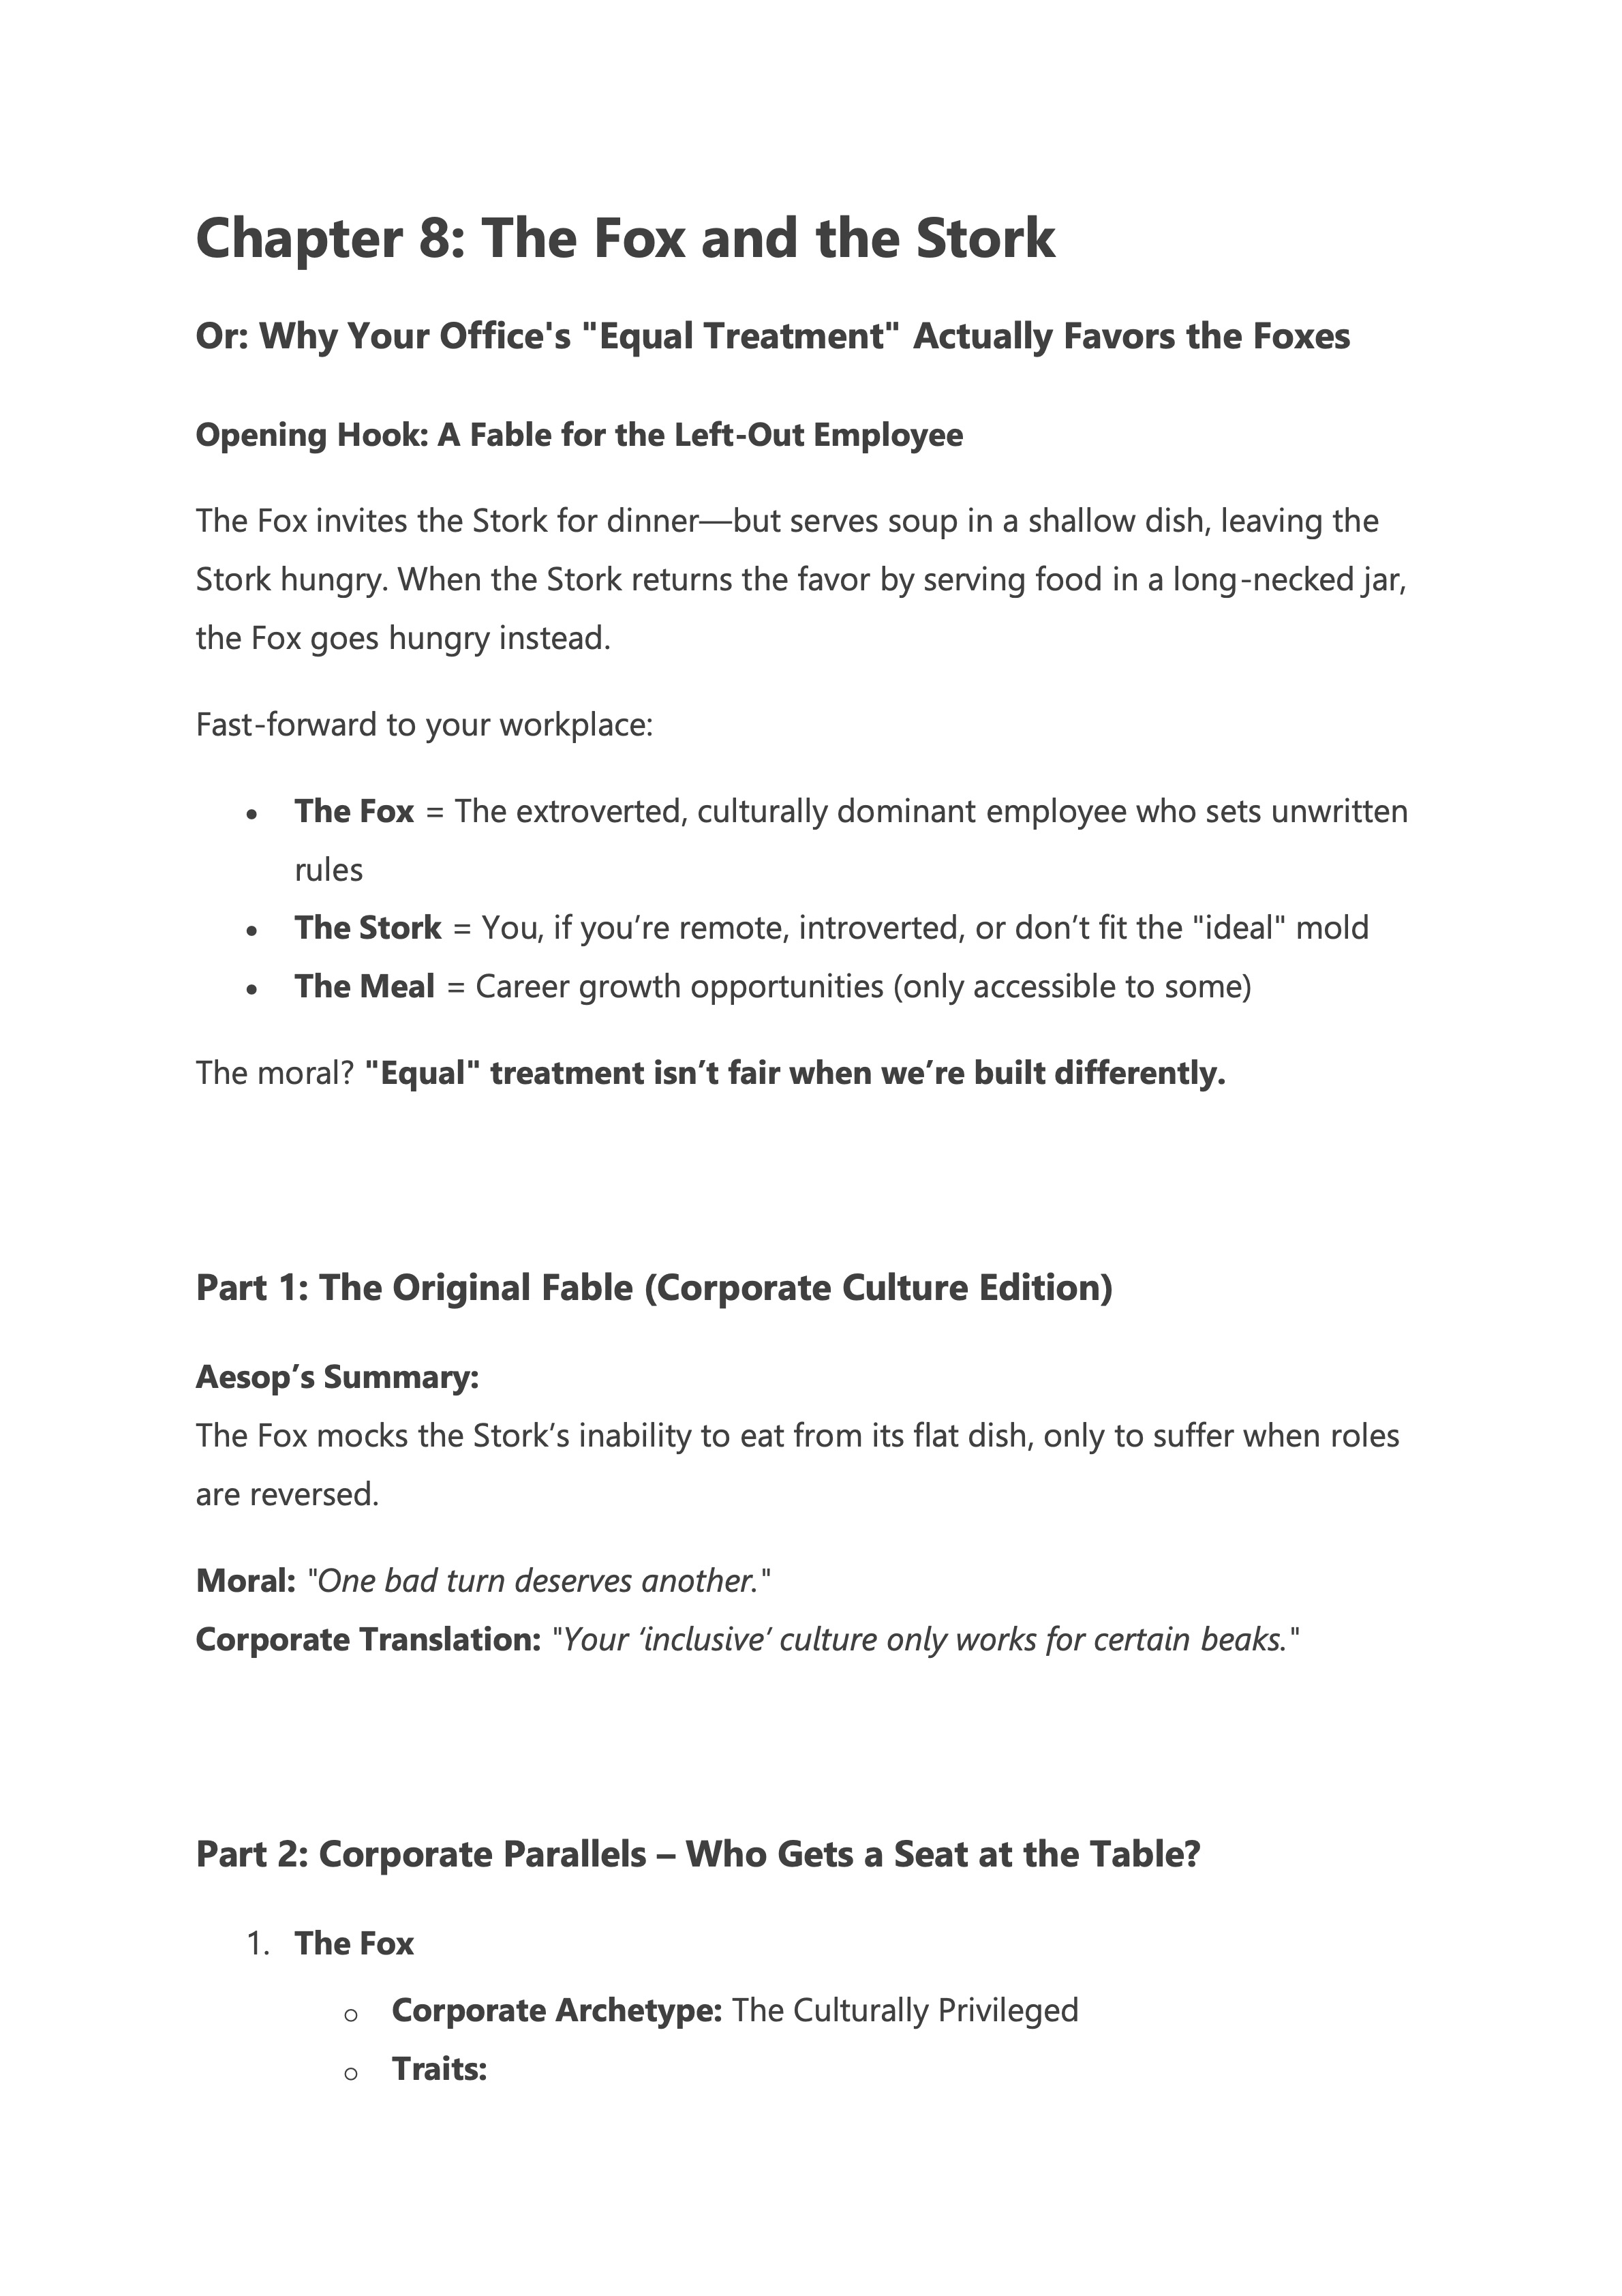 Chapter 8: The Fox and the Stork
Or: Why Your Office's "Equal Treatment" Actually Favors the Foxes
Opening Hook: A Fable for the Left-Out Employee
The Fox invites the Stork for dinner—but serves soup in a shallow dish, leaving the
Stork hungry. When the Stork returns the favor by serving food in a long-necked jar,
the Fox goes hungry instead.
Fast-forward to your workplace:
• The Fox = The extroverted, culturally dominant employee who sets unwritten
rules
• The Stork = You, if you’re remote, introverted, or don’t fit the "ideal" mold
• The Meal = Career growth opportunities (only accessible to some)
The moral? "Equal" treatment isn’t fair when we’re built differently.
Part 1: The Original Fable (Corporate Culture Edition)
Aesop’s Summary:
The Fox mocks the Stork’s inability to eat from its flat dish, only to suffer when roles
are reversed.
Moral: "One bad turn deserves another."
Corporate Translation: "Your ‘inclusive’ culture only works for certain beaks."
Part 2: Corporate Parallels – Who Gets a Seat at the Table?
1. The Fox
○ Corporate Archetype: The Culturally Privileged
○ Traits: